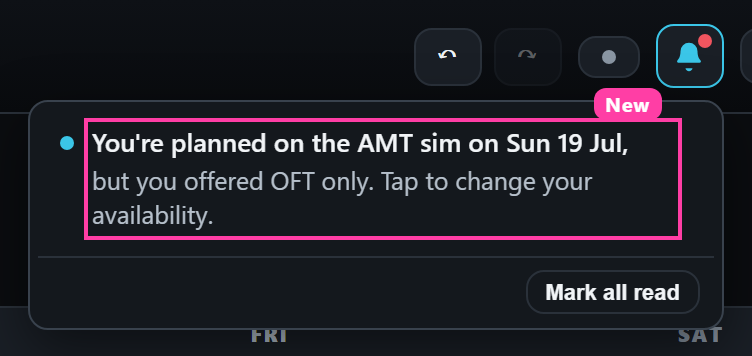 New
You're planned on the AMT sim on Sun 19 Jul,
but you offered OFT only. Tap to change your
availability.
Mark all read
FRI
SAT